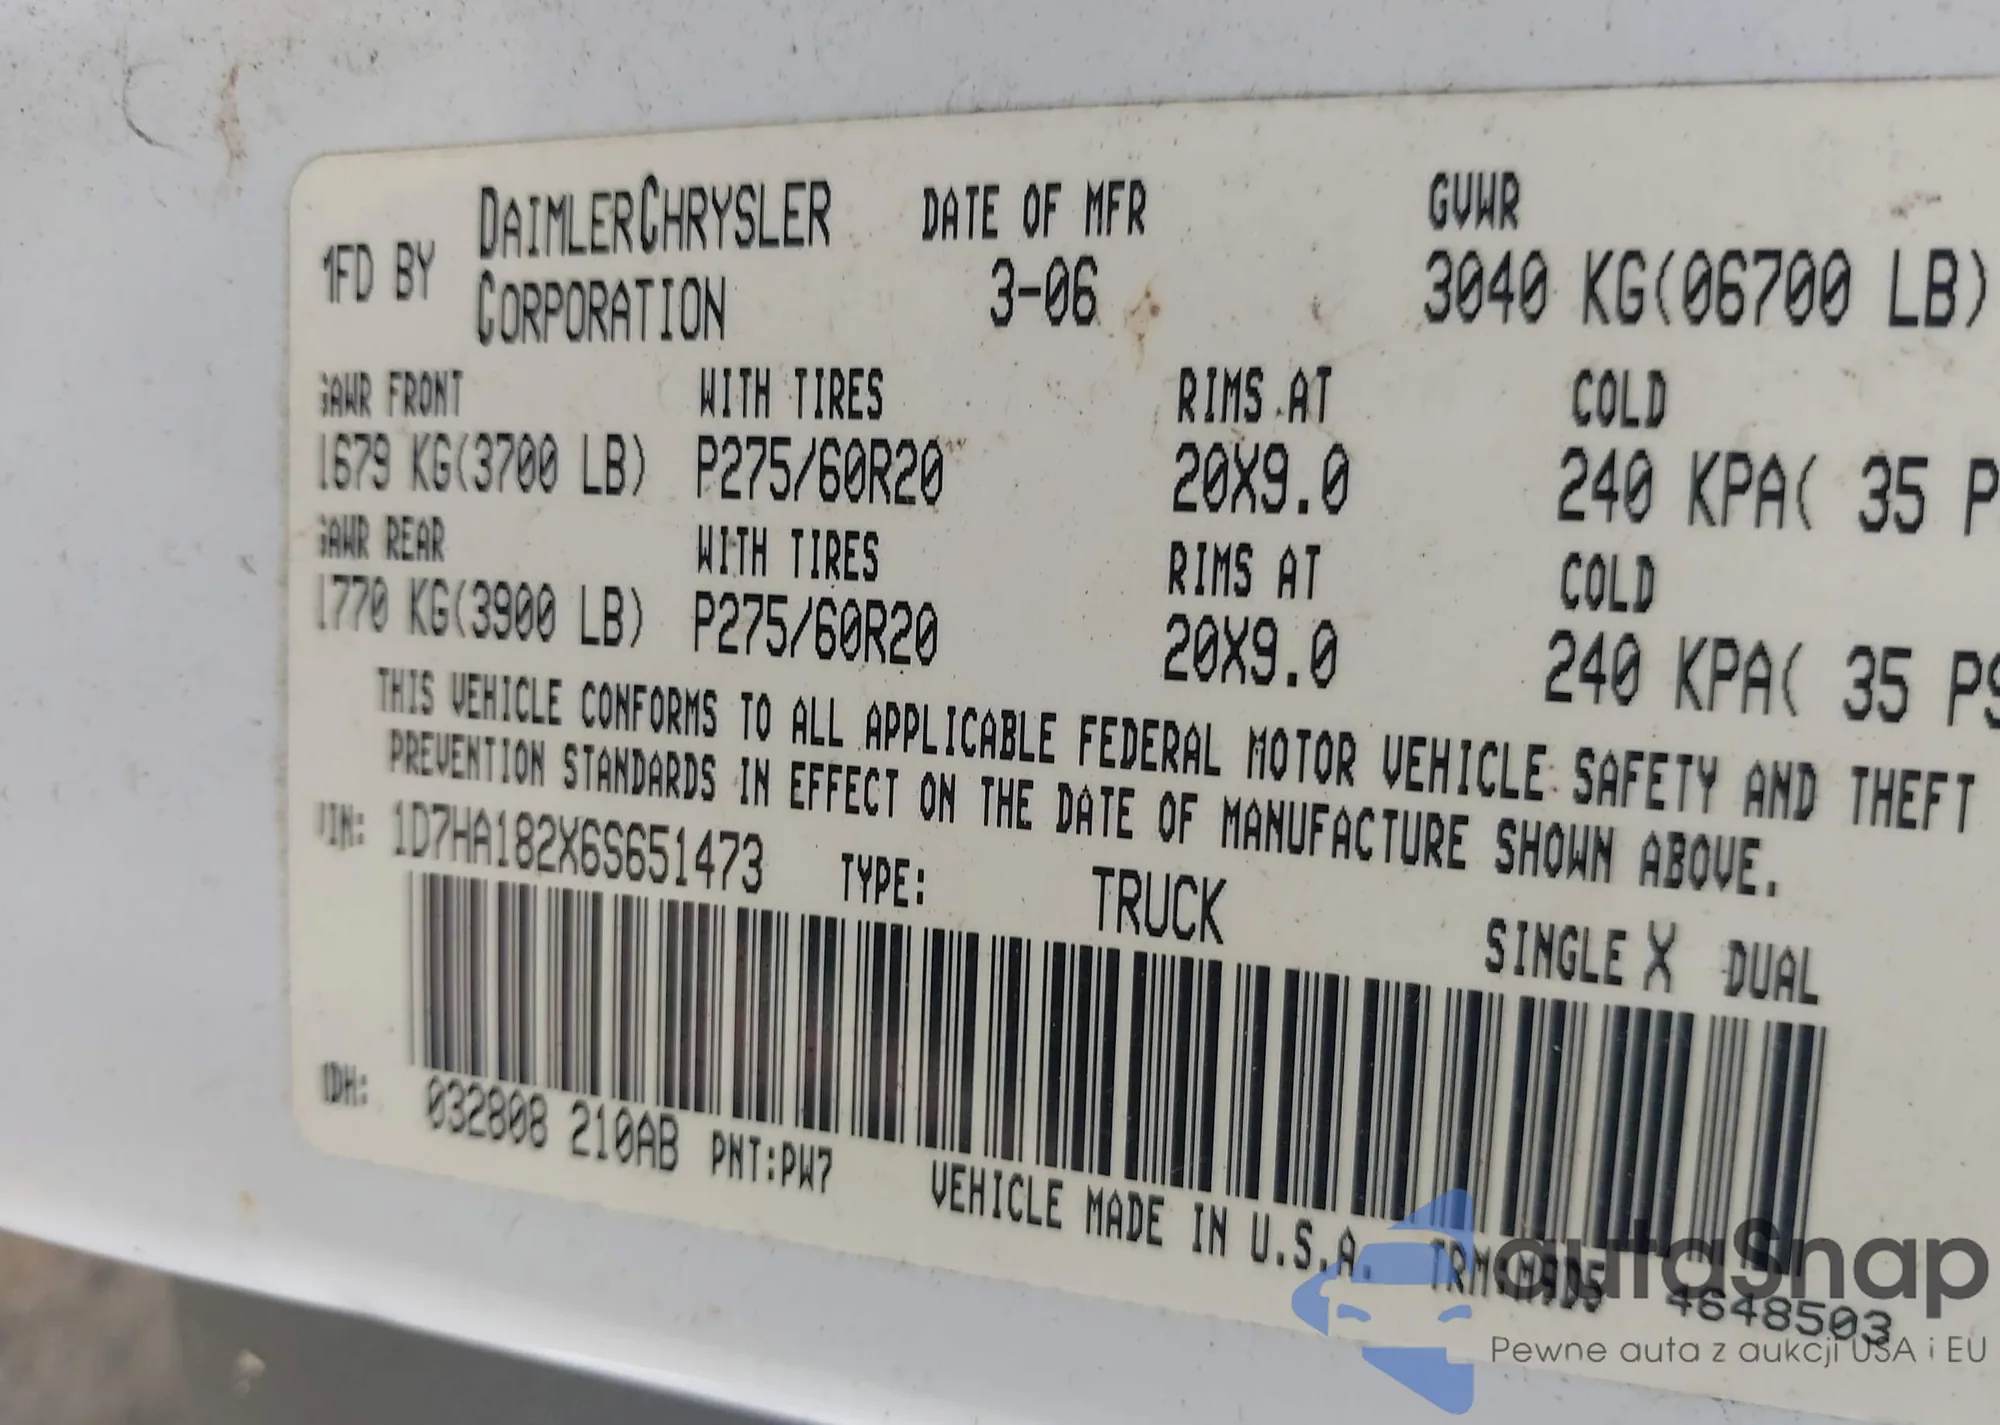 MFD BY DAIMLERCHRYSLER CORPORATION DATE OF MFR 3-06 GVWR 3040 KG(06700 LB)
GAWR FRONT WITH TIRES RIMS AT COLD
1679 KG(3700 LB) P275/60R20 20X9.0 240 KPA( 35 P
GAWR REAR WITH TIRES RIMS AT COLD
1770 KG(3900 LB) P275/60R20 20X9.0 240 KPA( 35 PS
THIS VEHICLE CONFORMS TO ALL APPLICABLE FEDERAL MOTOR VEHICLE SAFETY AND THEFT
PREVENTION STANDARDS IN EFFECT ON THE DATE OF MANUFACTURE SHOWN ABOVE.
VIN: 1D7HA182X6S651473 TYPE: TRUCK SINGLE X DUAL
MDH: 032808 210AB PNT:PW7 VEHICLE MADE IN U.S.A. TRM:M9D5 4648503
autaSnap
Pewne auta z aukcji USA i EU